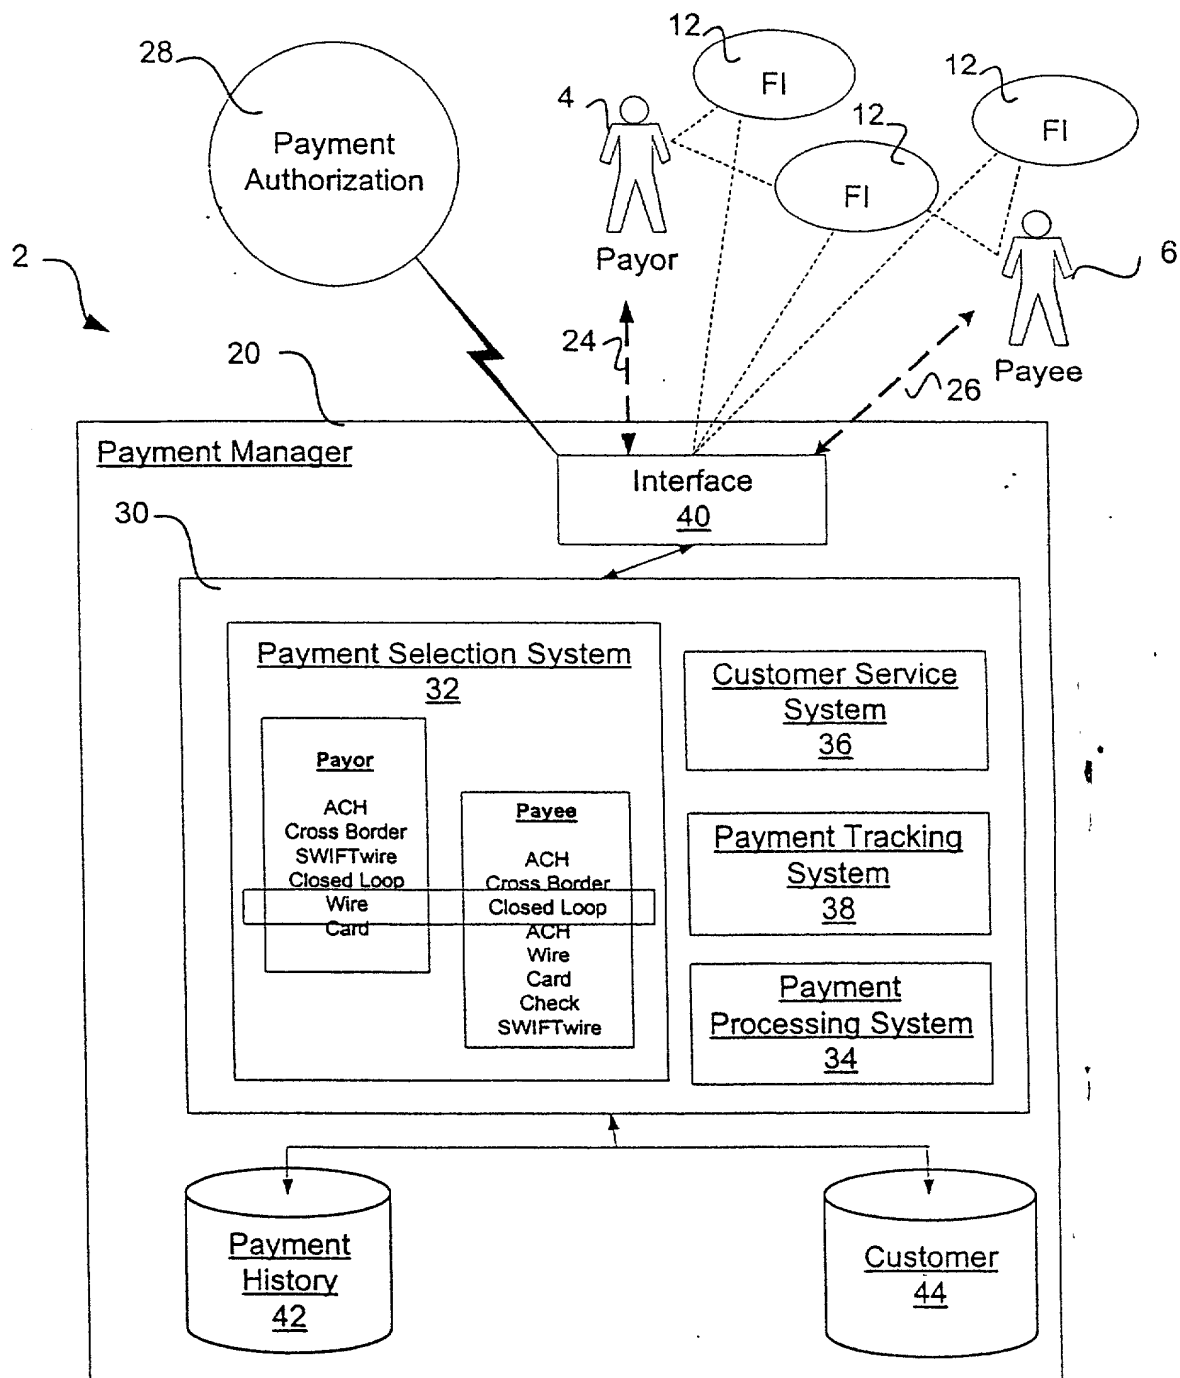 28
Payment
Authorization
12
FI
4
12
FI
12
FI
Payor
6
Payee
2
24
26
20
Payment Manager
Interface
40
30
Payment Selection System
32
Payor
ACH
Cross Border
SWIFTwire
Closed Loop
Wire
Card
Payee
ACH
Cross Border
Closed Loop
ACH
Wire
Card
Check
SWIFTwire
Customer Service
System
36
Payment Tracking
System
38
Payment
Processing System
34
Payment
History
42
Customer
44